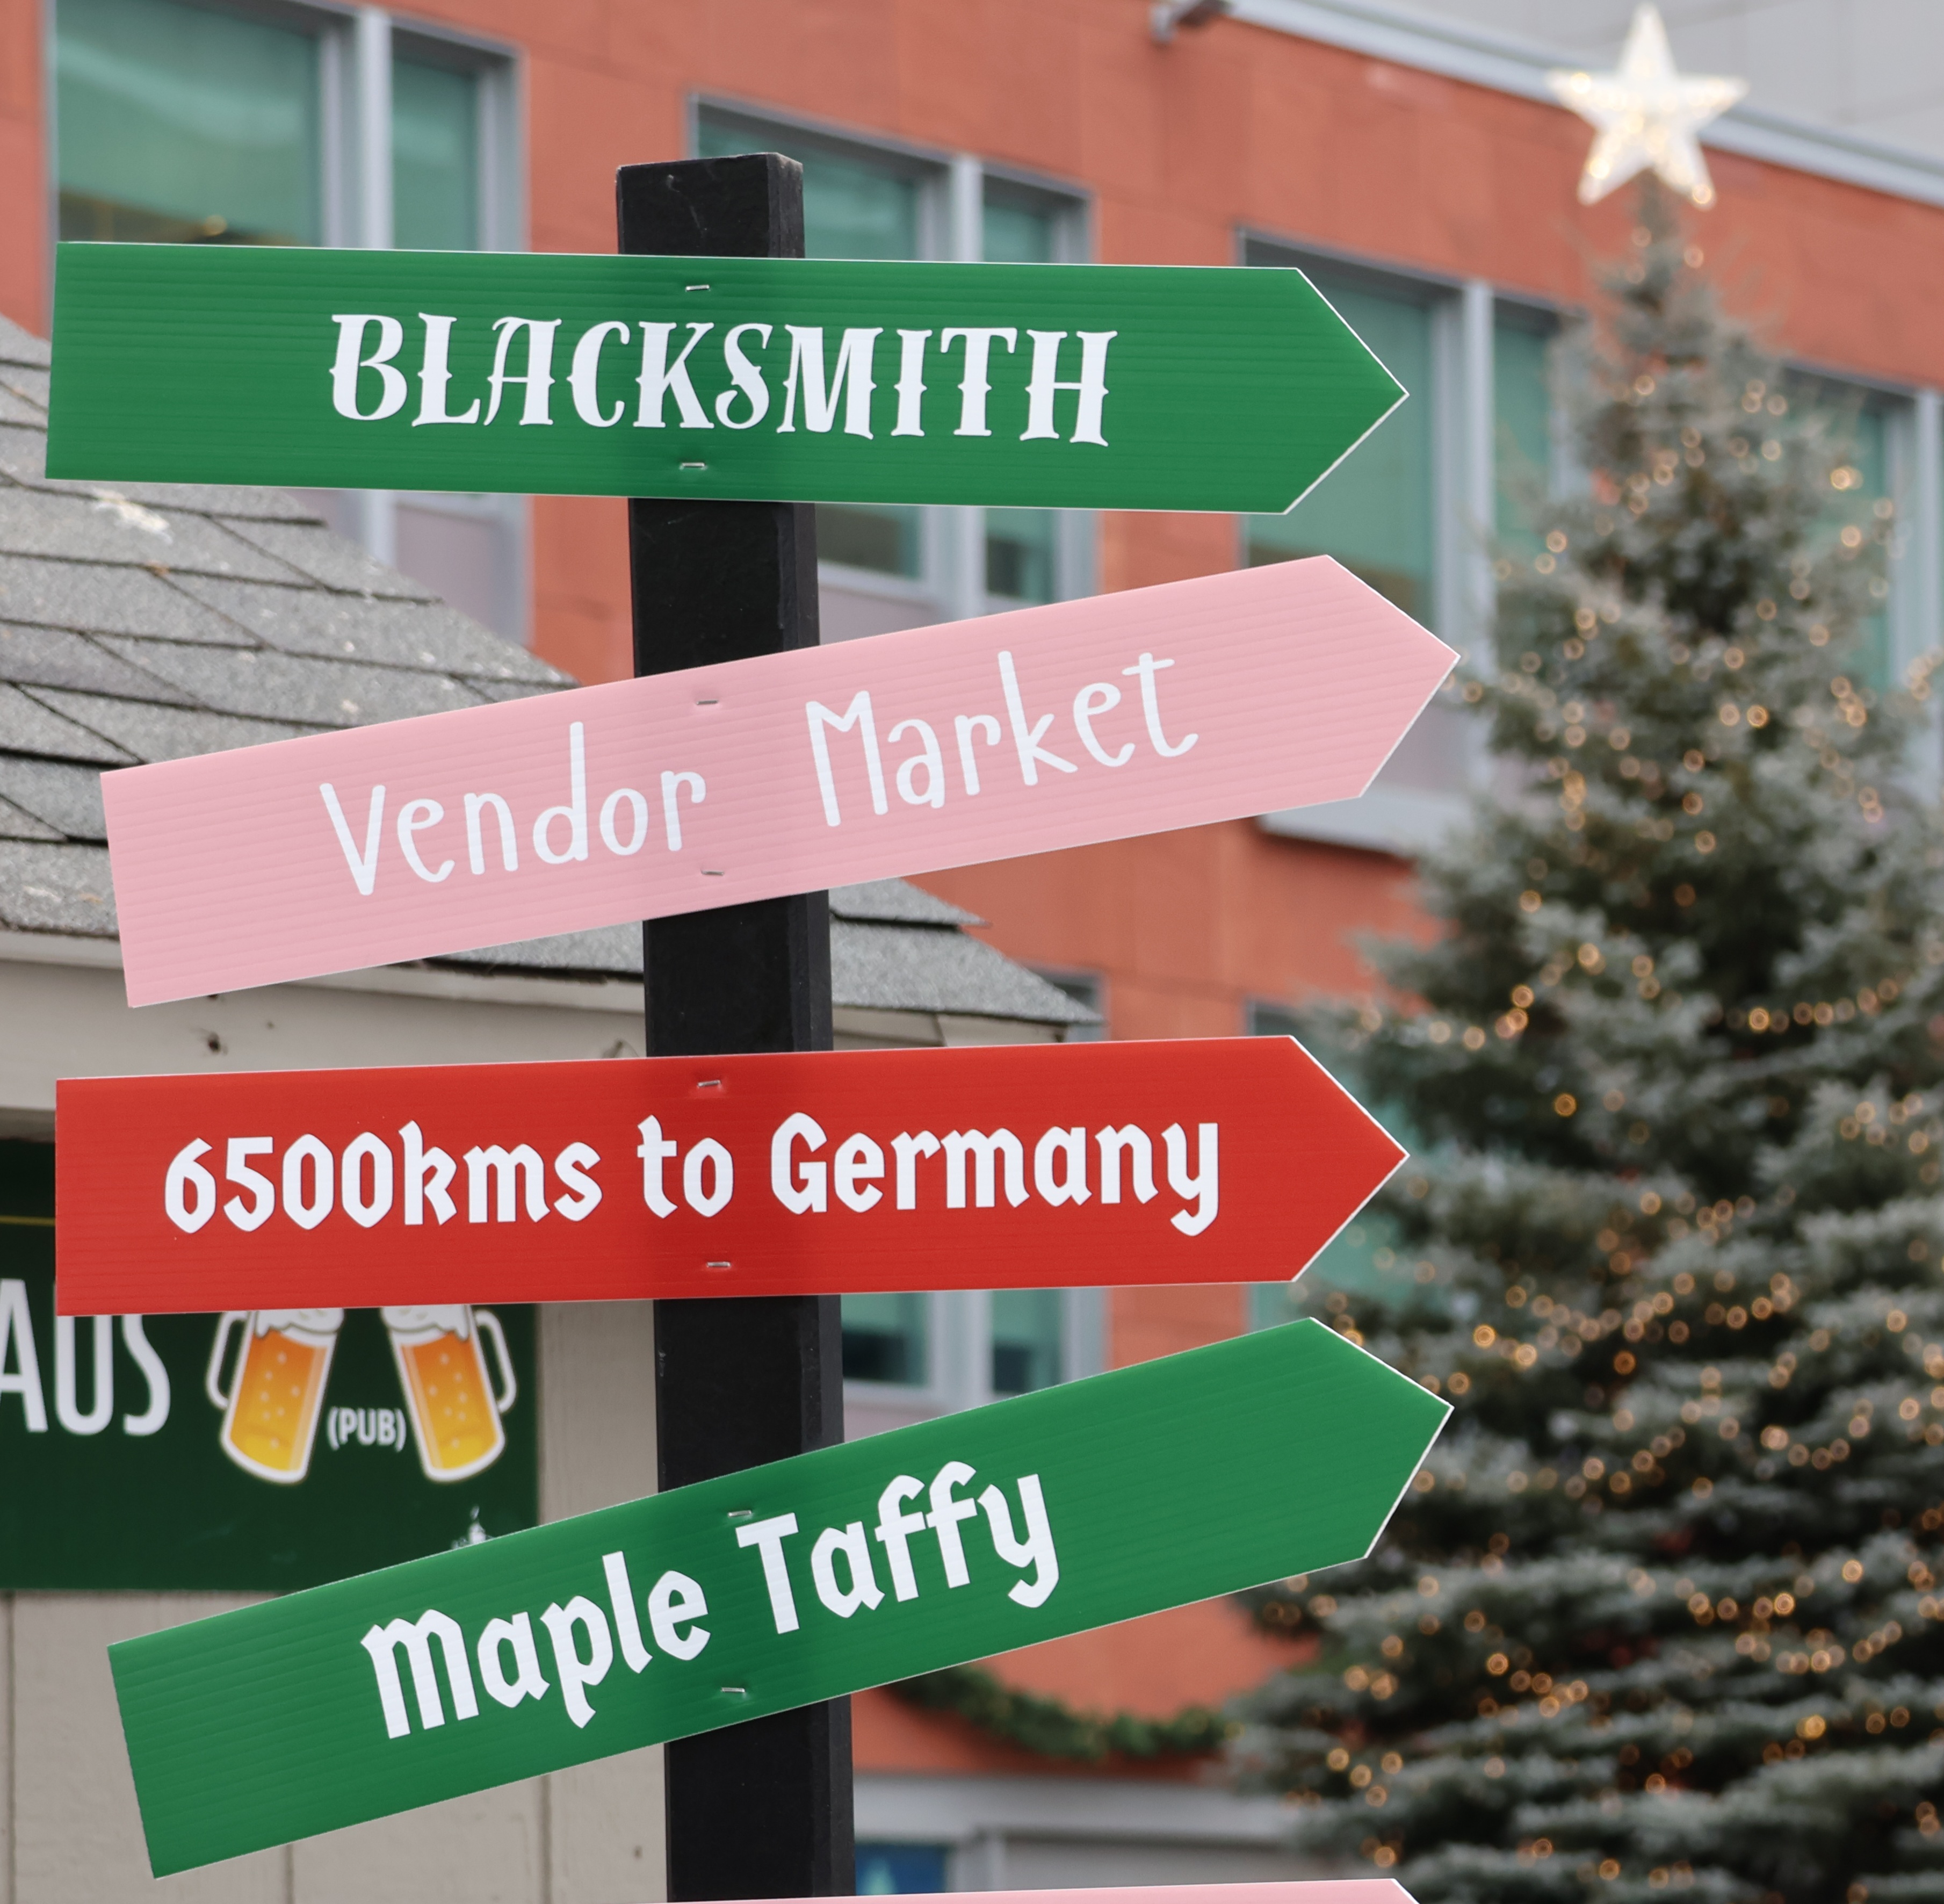 BLACKSMITH
Vendor Market
6500kms to Germany
AUS
(PUB)
Maple Taffy